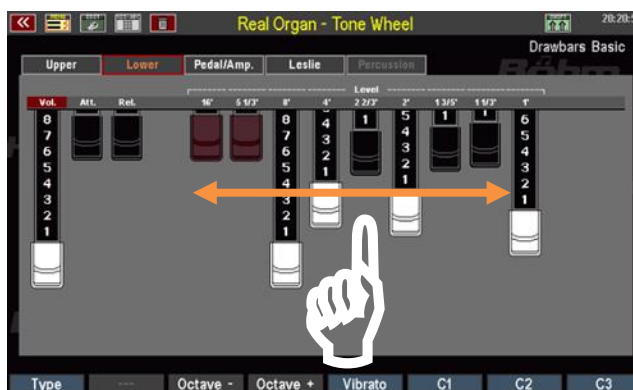 Real Organ - Tone Wheel
20:20:
Drawbars Basic
Upper Lower Pedal/Amp. Leslie Percussion
Level
Vol. Att. Rel. 16' 5 1/3' 8' 4' 2 2/3' 2' 1 3/5' 1 1/3' 1'
8 8 4 1 5 1 1 6
7 7 3 4 5
6 6 2 3 4
5 5 1 2 3
4 4 1 2
3 3 1
2 2
1 1
Type --- Octave - Octave + Vibrato C1 C2 C3